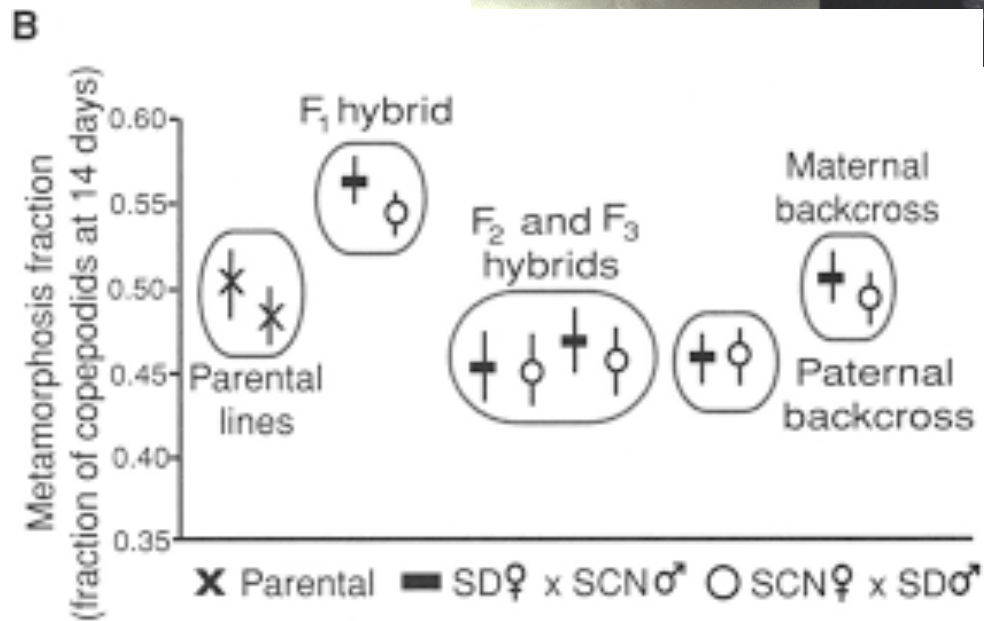 B
Metamorphosis fraction
(fraction of copepodids at 14 days)
0.60
0.55
0.50
0.45
0.40
0.35
F₁ hybrid
Parental
lines
F₂ and F₃
hybrids
Maternal
backcross
Paternal
backcross
X Parental SD♀ x SCN♂ SCN♀ x SD♂